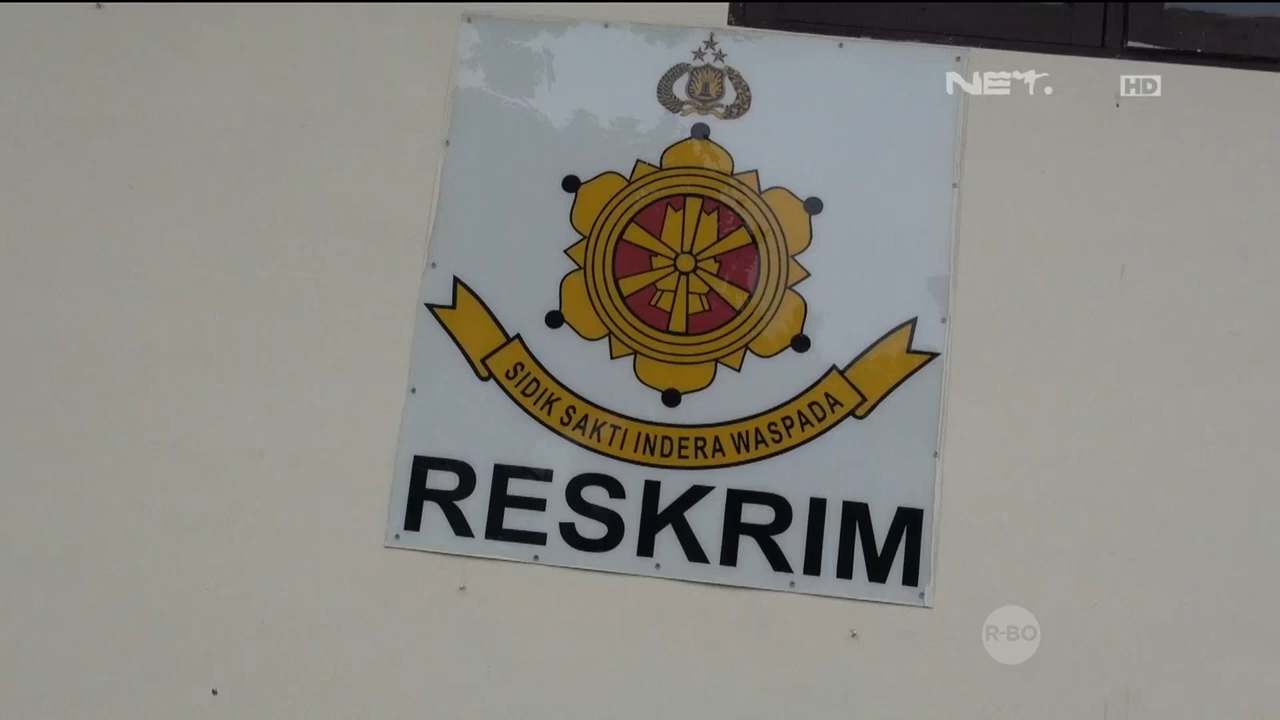 NET.
HD
SIDIK SAKTI INDERA WASPADA
RESKRIM
R-BO